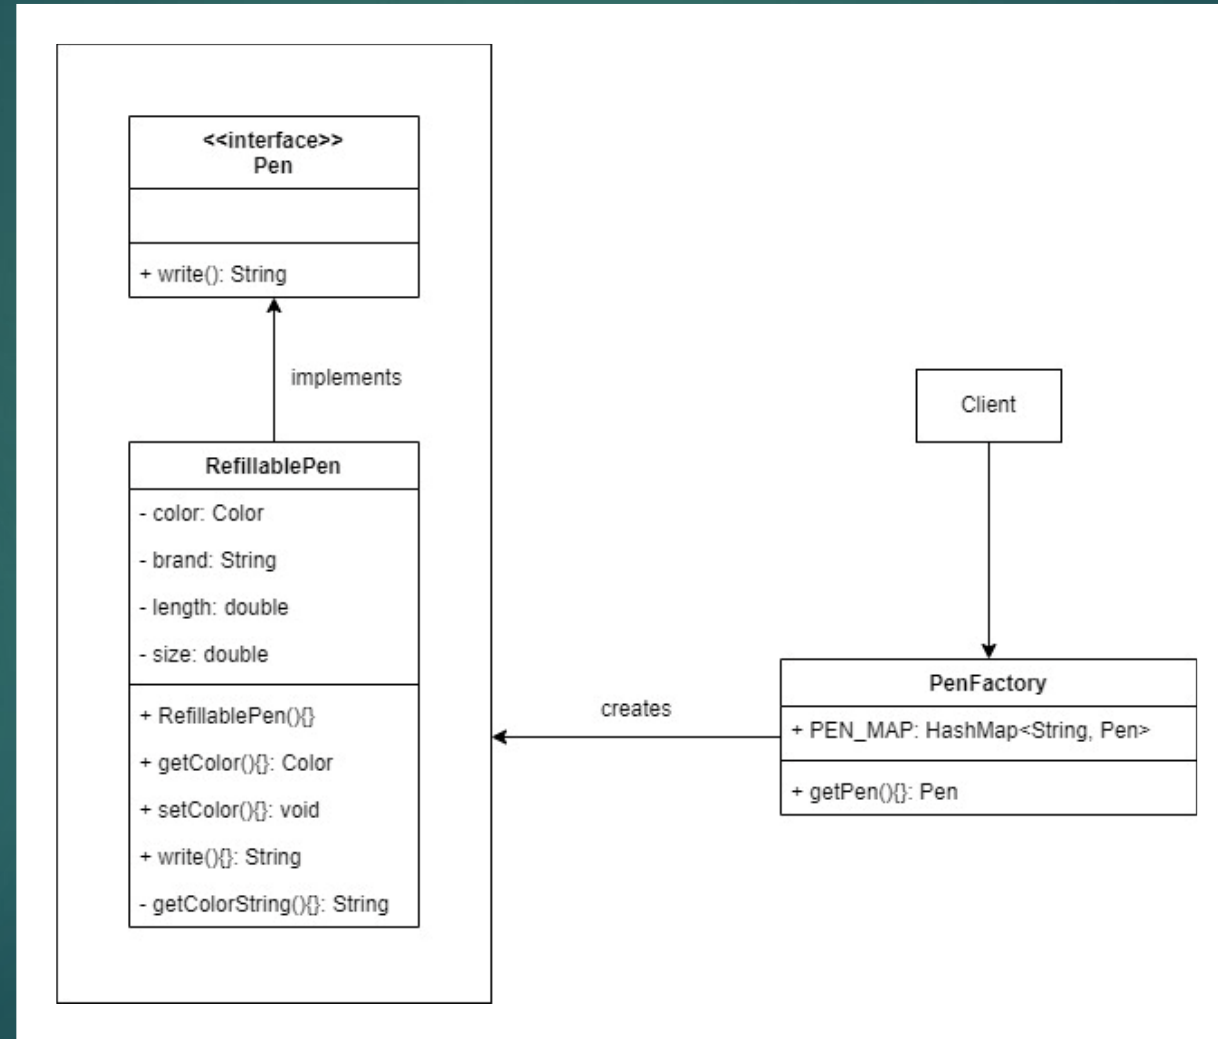 <<interface>>
Pen
+ write(): String
implements
RefillablePen
- color: Color
- brand: String
- length: double
- size: double
+ RefillablePen(){}
+ getColor(){}: Color
+ setColor(){}: void
+ write(){}: String
- getColorString(){}: String
creates
Client
PenFactory
+ PEN_MAP: HashMap<String, Pen>
+ getPen(){}: Pen